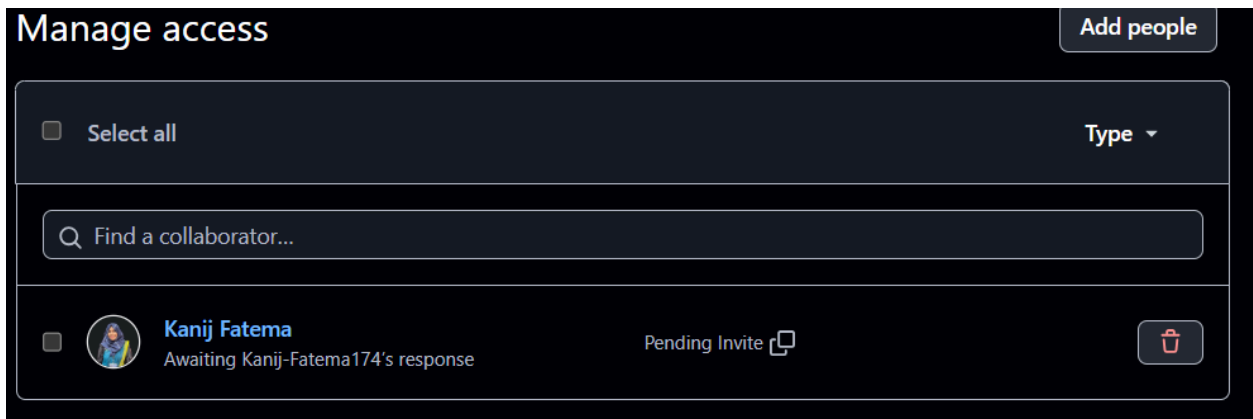 Manage access
Add people
Select all
Type
Find a collaborator...
Kanij Fatema
Awaiting Kanij-Fatema174's response
Pending Invite